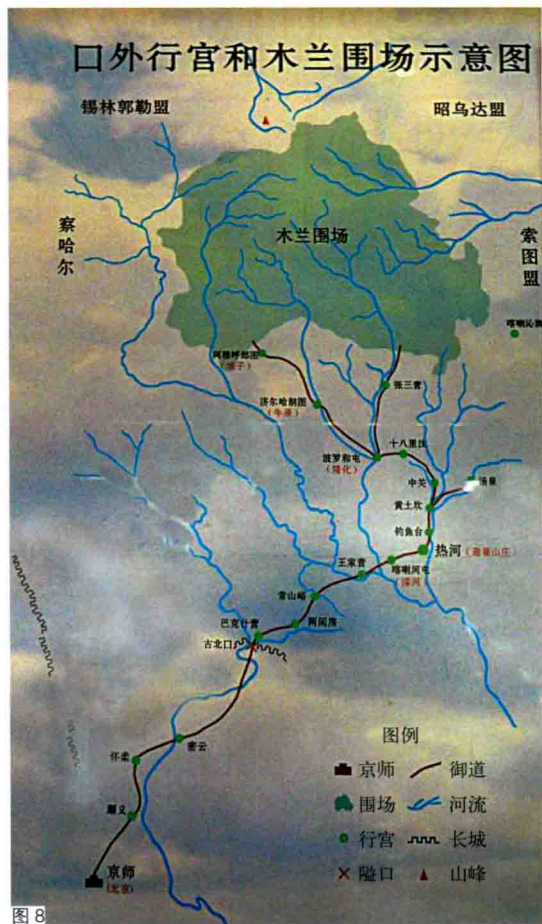 口外行宫和木兰围场示意图
锡林郭勒盟
昭乌达盟
察哈尔
木兰围场
索图盟
喀喇沁旗
阿穆呼郎图
张三营
济尔哈朗图
十八里汰
波罗和屯
(隆化)
中关
汤泉
黄土坎
钓鱼台
热河(避暑山庄)
王家营
喀喇河屯
(滦河)
常山峪
两间房
巴克什营
古北口
密云
怀柔
顺义
京师
(北京)
图例
京师 御道
围场 河流
行宫 长城
隘口 山峰
图8